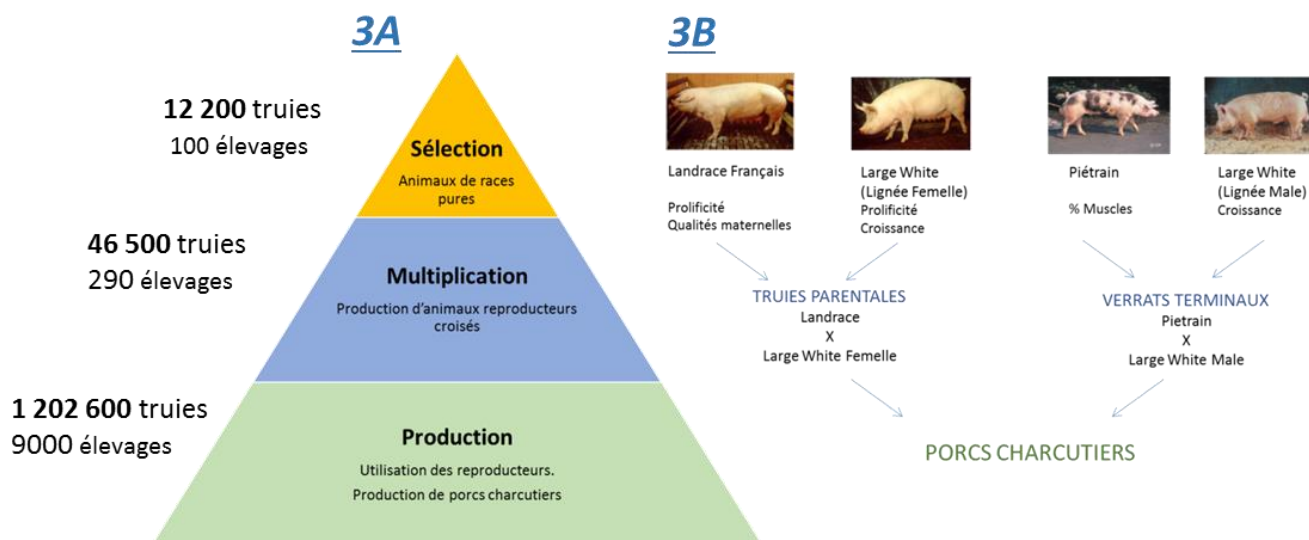 3A
12 200 truies
100 élevages
Sélection
Animaux de races
pures
46 500 truies
290 élevages
Multiplication
Production d'animaux reproducteurs
croisés
1 202 600 truies
9000 élevages
Production
Utilisation des reproducteurs.
Production de porcs charcutiers
3B
Landrace Français
Prolificité
Qualités maternelles
Large White
(Lignée Femelle)
Prolificité
Croissance
Piétrain
% Muscles
Large White
(Lignée Male)
Croissance
TRUIES PARENTALES
Landrace
X
Large White Femelle
VERRATS TERMINAUX
Pietrain
X
Large White Male
PORCS CHARCUTIERS